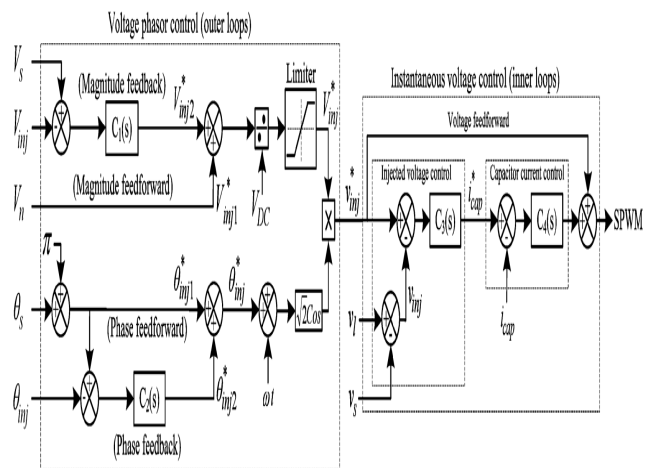 Voltage phasor control (outer loops)
V_s
(Magnitude feedback)
V*_inj2
Limiter
V*_inj
Instantaneous voltage control (inner loops)
Voltage feedforward
V_inj
C_1(s)
÷
V_n
(Magnitude feedforward)
V*_inj1
V_DC
X
v*_inj
Injected voltage control
i*_cap
Capacitor current control
C_3(s)
C_4(s)
SPWM
π
θ_s
θ*_inj1
θ*_inj
(Phase feedforward)
√2Cos
v_inj
i_cap
v_l
θ_inj
C_2(s)
θ*_inj2
ωt
v_s
(Phase feedback)